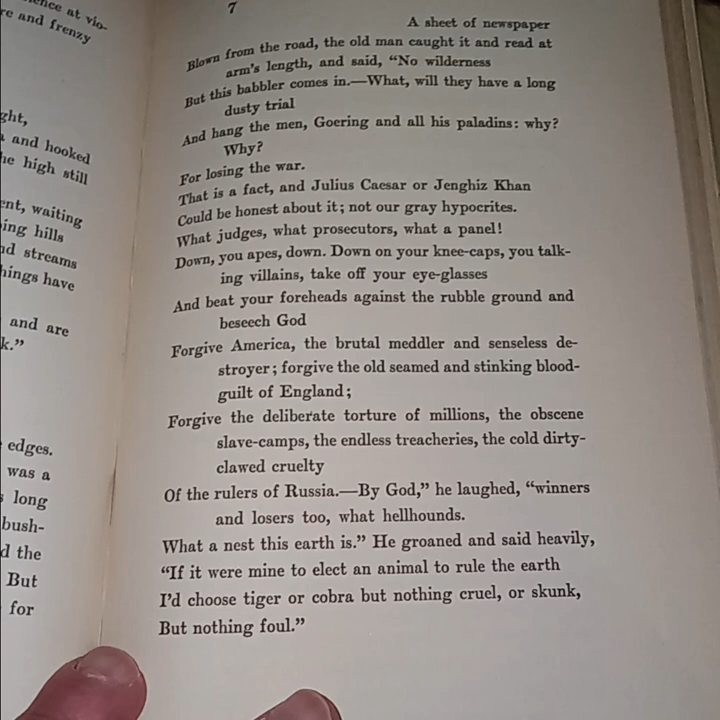 ence at vio-
re and frenzy
ght,
and hooked
he high still
ent, waiting
ing hills
nd streams
hings have
and are
k.”
edges.
was a
long
bush-
d the
But
for
7
A sheet of newspaper
Blown from the road, the old man caught it and read at
arm’s length, and said, “No wilderness
But this babbler comes in.—What, will they have a long
dusty trial
And hang the men, Goering and all his paladins: why?
Why?
For losing the war.
That is a fact, and Julius Caesar or Jenghiz Khan
Could be honest about it; not our gray hypocrites.
What judges, what prosecutors, what a panel!
Down, you apes, down. Down on your knee-caps, you talk-
ing villains, take off your eye-glasses
And beat your foreheads against the rubble ground and
beseech God
Forgive America, the brutal meddler and senseless de-
stroyer; forgive the old seamed and stinking blood-
guilt of England;
Forgive the deliberate torture of millions, the obscene
slave-camps, the endless treacheries, the cold dirty-
clawed cruelty
Of the rulers of Russia.—By God,” he laughed, “winners
and losers too, what hellhounds.
What a nest this earth is.” He groaned and said heavily,
“If it were mine to elect an animal to rule the earth
I’d choose tiger or cobra but nothing cruel, or skunk,
But nothing foul.”